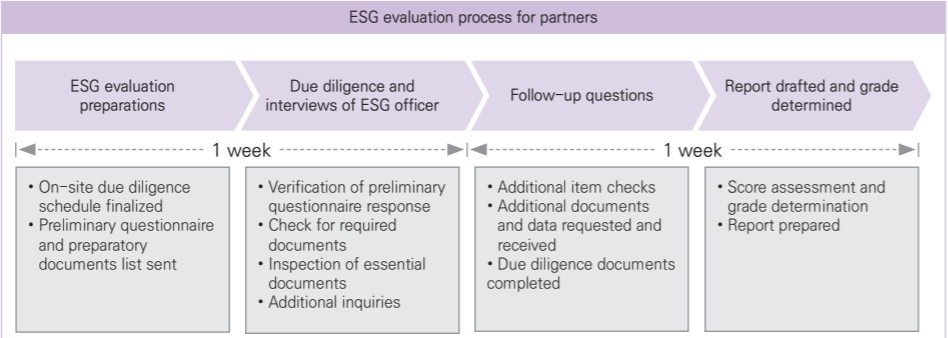 ESG evaluation process for partners
ESG evaluation
preparations
Due diligence and
interviews of ESG officer
Follow-up questions
Report drafted and grade
determined
1 week
1 week
• On-site due diligence
schedule finalized
• Preliminary questionnaire
and preparatory
documents list sent
• Verification of preliminary
questionnaire response
• Check for required
documents
• Inspection of essential
documents
• Additional inquiries
• Additional item checks
• Additional documents
and data requested and
received
• Due diligence documents
completed
• Score assessment and
grade determination
• Report prepared